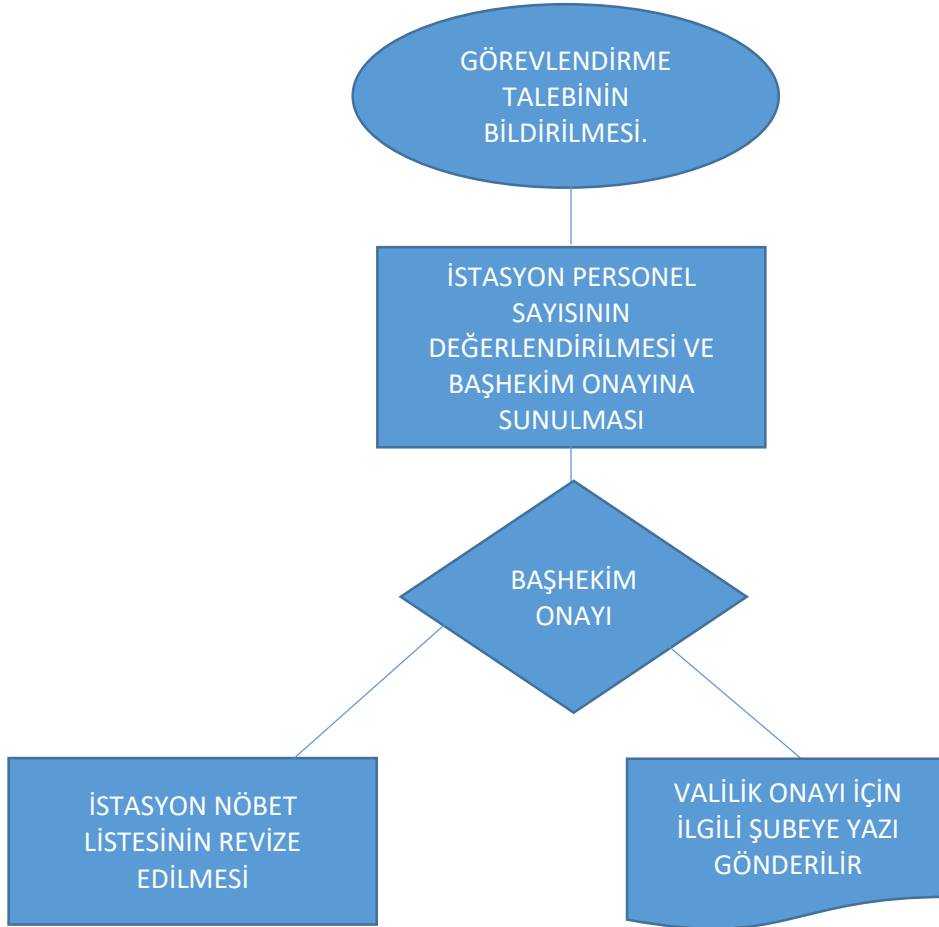 GÖREVLENDİRME
TALEBİNİN
BİLDİRİLMESİ.
İSTASYON PERSONEL
SAYISININ
DEĞERLENDİRİLMESİ VE
BAŞHEKİM ONAYINA
SUNULMASI
BAŞHEKİM
ONAYI
İSTASYON NÖBET
LİSTESİNİN REVİZE
EDİLMESİ
VALİLİK ONAYI İÇİN
İLGİLİ ŞUBEYE YAZI
GÖNDERİLİR